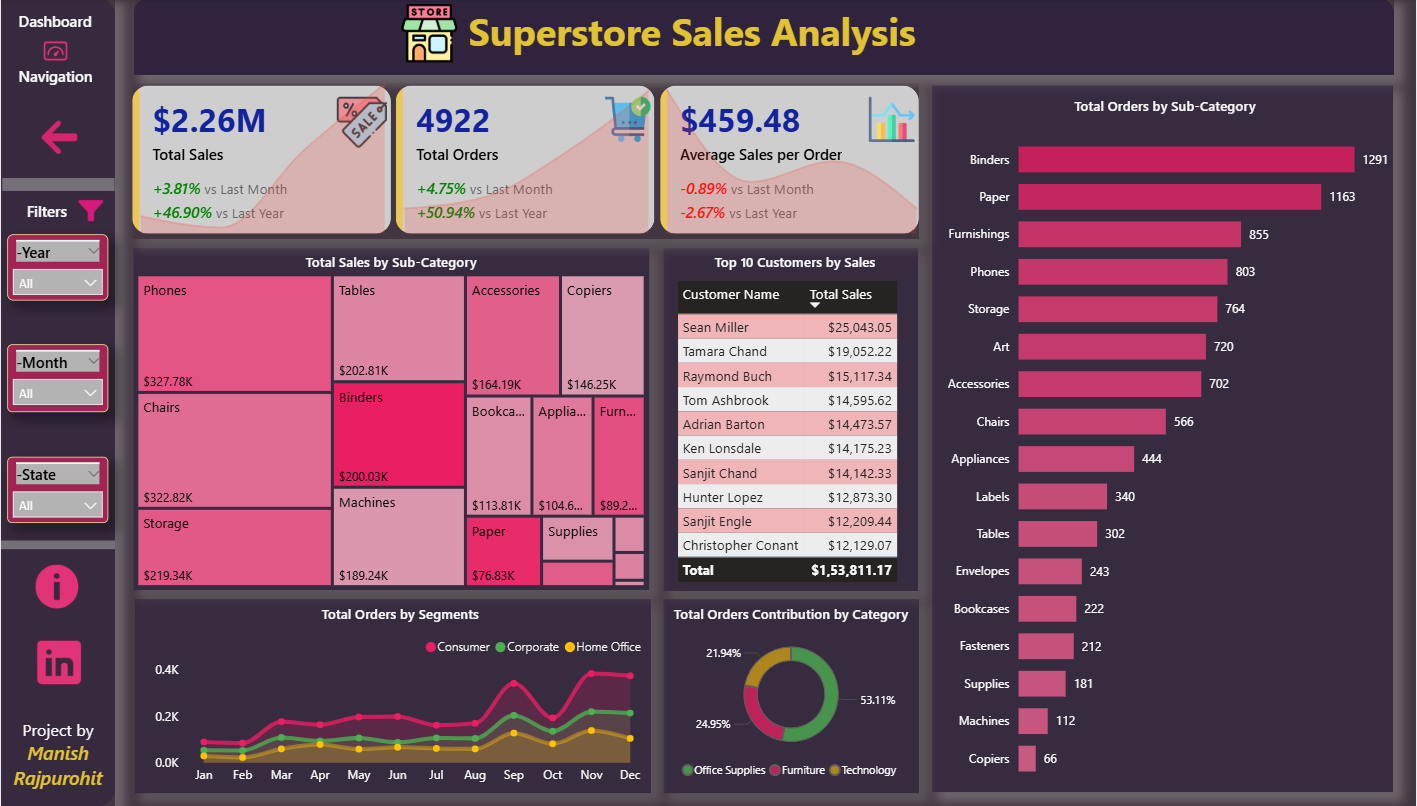 Dashboard
Navigation
Filters
-Year
All
-Month
All
-State
All
Project by
Manish
Rajpurohit
STORE
Superstore Sales Analysis
$2.26M
Total Sales
+3.81% vs Last Month
+46.90% vs Last Year
% SALE
4922
Total Orders
+4.75% vs Last Month
+50.94% vs Last Year
$459.48
Average Sales per Order
-0.89% vs Last Month
-2.67% vs Last Year
Total Sales by Sub-Category
Phones
$327.78K
Chairs
$322.82K
Storage
$219.34K
Tables
$202.81K
Binders
$200.03K
Machines
$189.24K
Accessories
$164.19K
Copiers
$146.25K
Bookca...
$113.81K
Applia...
$104.6...
Furn...
$89.2...
Paper
$76.83K
Supplies
Top 10 Customers by Sales
Customer Name Total Sales
Sean Miller $25,043.05
Tamara Chand $19,052.22
Raymond Buch $15,117.34
Tom Ashbrook $14,595.62
Adrian Barton $14,473.57
Ken Lonsdale $14,175.23
Sanjit Chand $14,142.33
Hunter Lopez $12,873.30
Sanjit Engle $12,209.44
Christopher Conant $12,129.07
Total $1,53,811.17
Total Orders by Segments
Consumer Corporate Home Office
0.4K
0.2K
0.0K
Jan Feb Mar Apr May Jun Jul Aug Sep Oct Nov Dec
Total Orders Contribution by Category
21.94%
53.11%
24.95%
Office Supplies Furniture Technology
Total Orders by Sub-Category
Binders 1291
Paper 1163
Furnishings 855
Phones 803
Storage 764
Art 720
Accessories 702
Chairs 566
Appliances 444
Labels 340
Tables 302
Envelopes 243
Bookcases 222
Fasteners 212
Supplies 181
Machines 112
Copiers 66
in